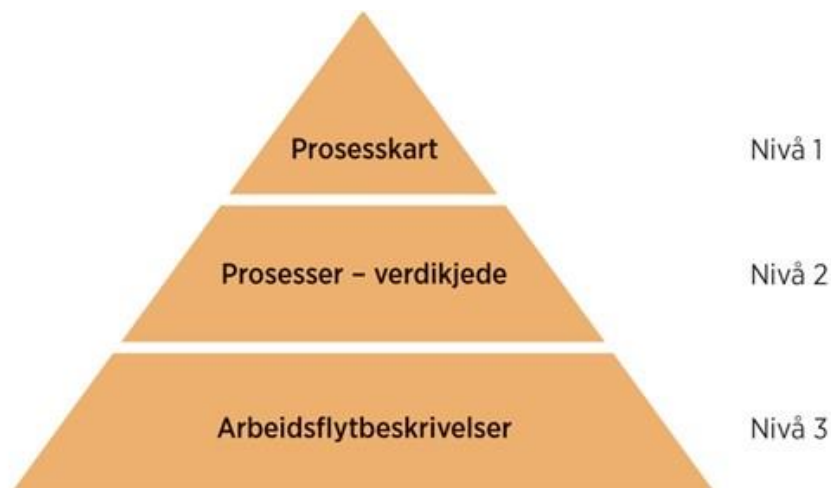 Prosesskart
Nivå 1
Prosesser – verdikjede
Nivå 2
Arbeidsflytbeskrivelser
Nivå 3